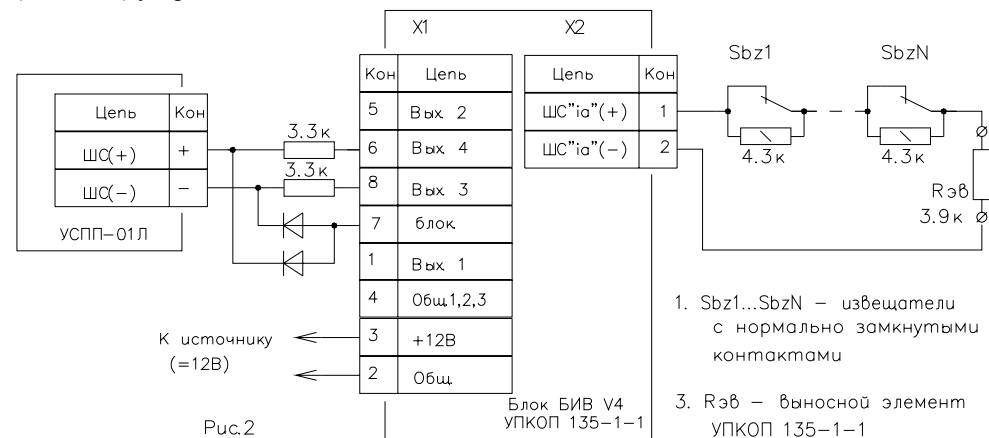 X1
X2
Sbz1
SbzN
Кон
Цепь
Цепь
Кон
Цепь
Кон
5
Вых. 2
ШС"ia"(+)
1
ШС(+)
+
3.3к
6
Вых. 4
ШС"ia"(−)
2
4.3к
4.3к
ШС(−)
−
3.3к
8
Вых. 3
Rэв
3.9к
УСПП-01Л
7
блок.
1
Вых. 1
4
Общ.1,2,3
К источнику
(=12В)
3
+12В
2
Общ.
1. Sbz1...SbzN – извещатели
с нормально замкнутыми
контактами
Блок БИВ V4
УПКОП 135-1-1
3. Rэв – выносной элемент
УПКОП 135-1-1
Рис.2